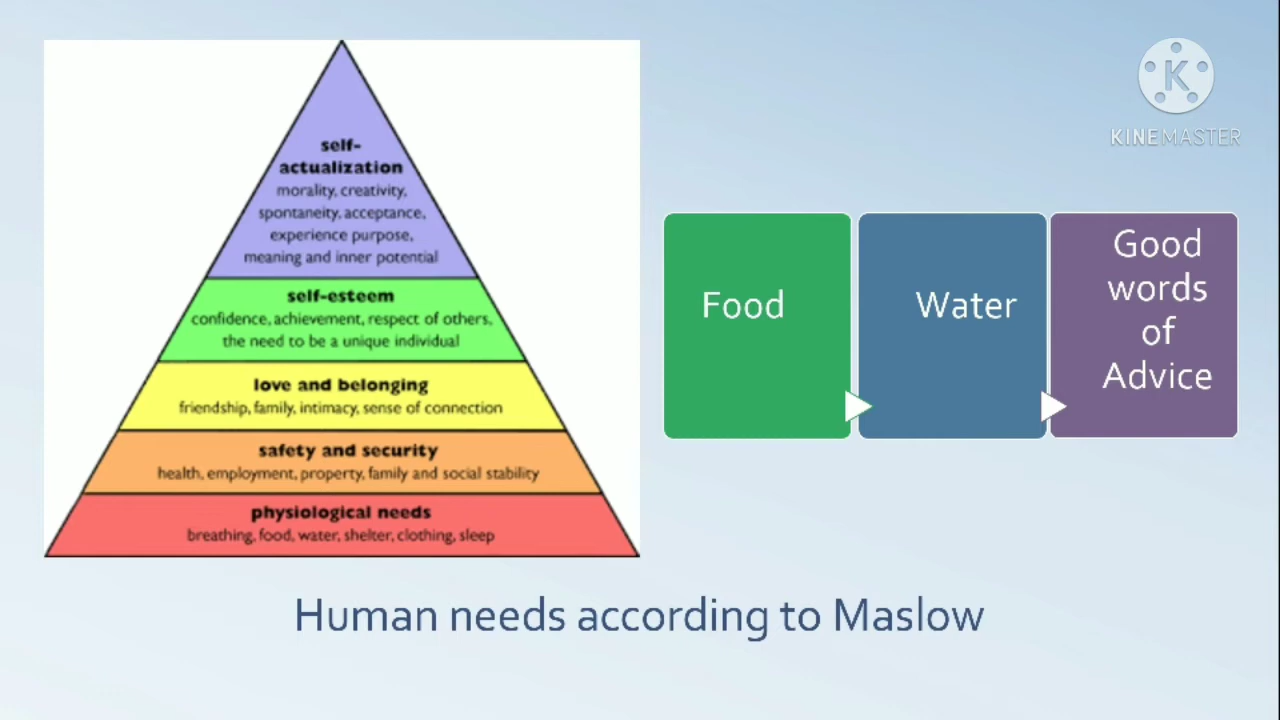 self-
actualization
morality, creativity,
spontaneity, acceptance,
experience purpose,
meaning and inner potential
self-esteem
confidence, achievement, respect of others,
the need to be a unique individual
love and belonging
friendship, family, intimacy, sense of connection
safety and security
health, employment, property, family and social stability
physiological needs
breathing, food, water, shelter, clothing, sleep
K
KINEMASTER
Food
Water
Good
words
of
Advice
Human needs according to Maslow